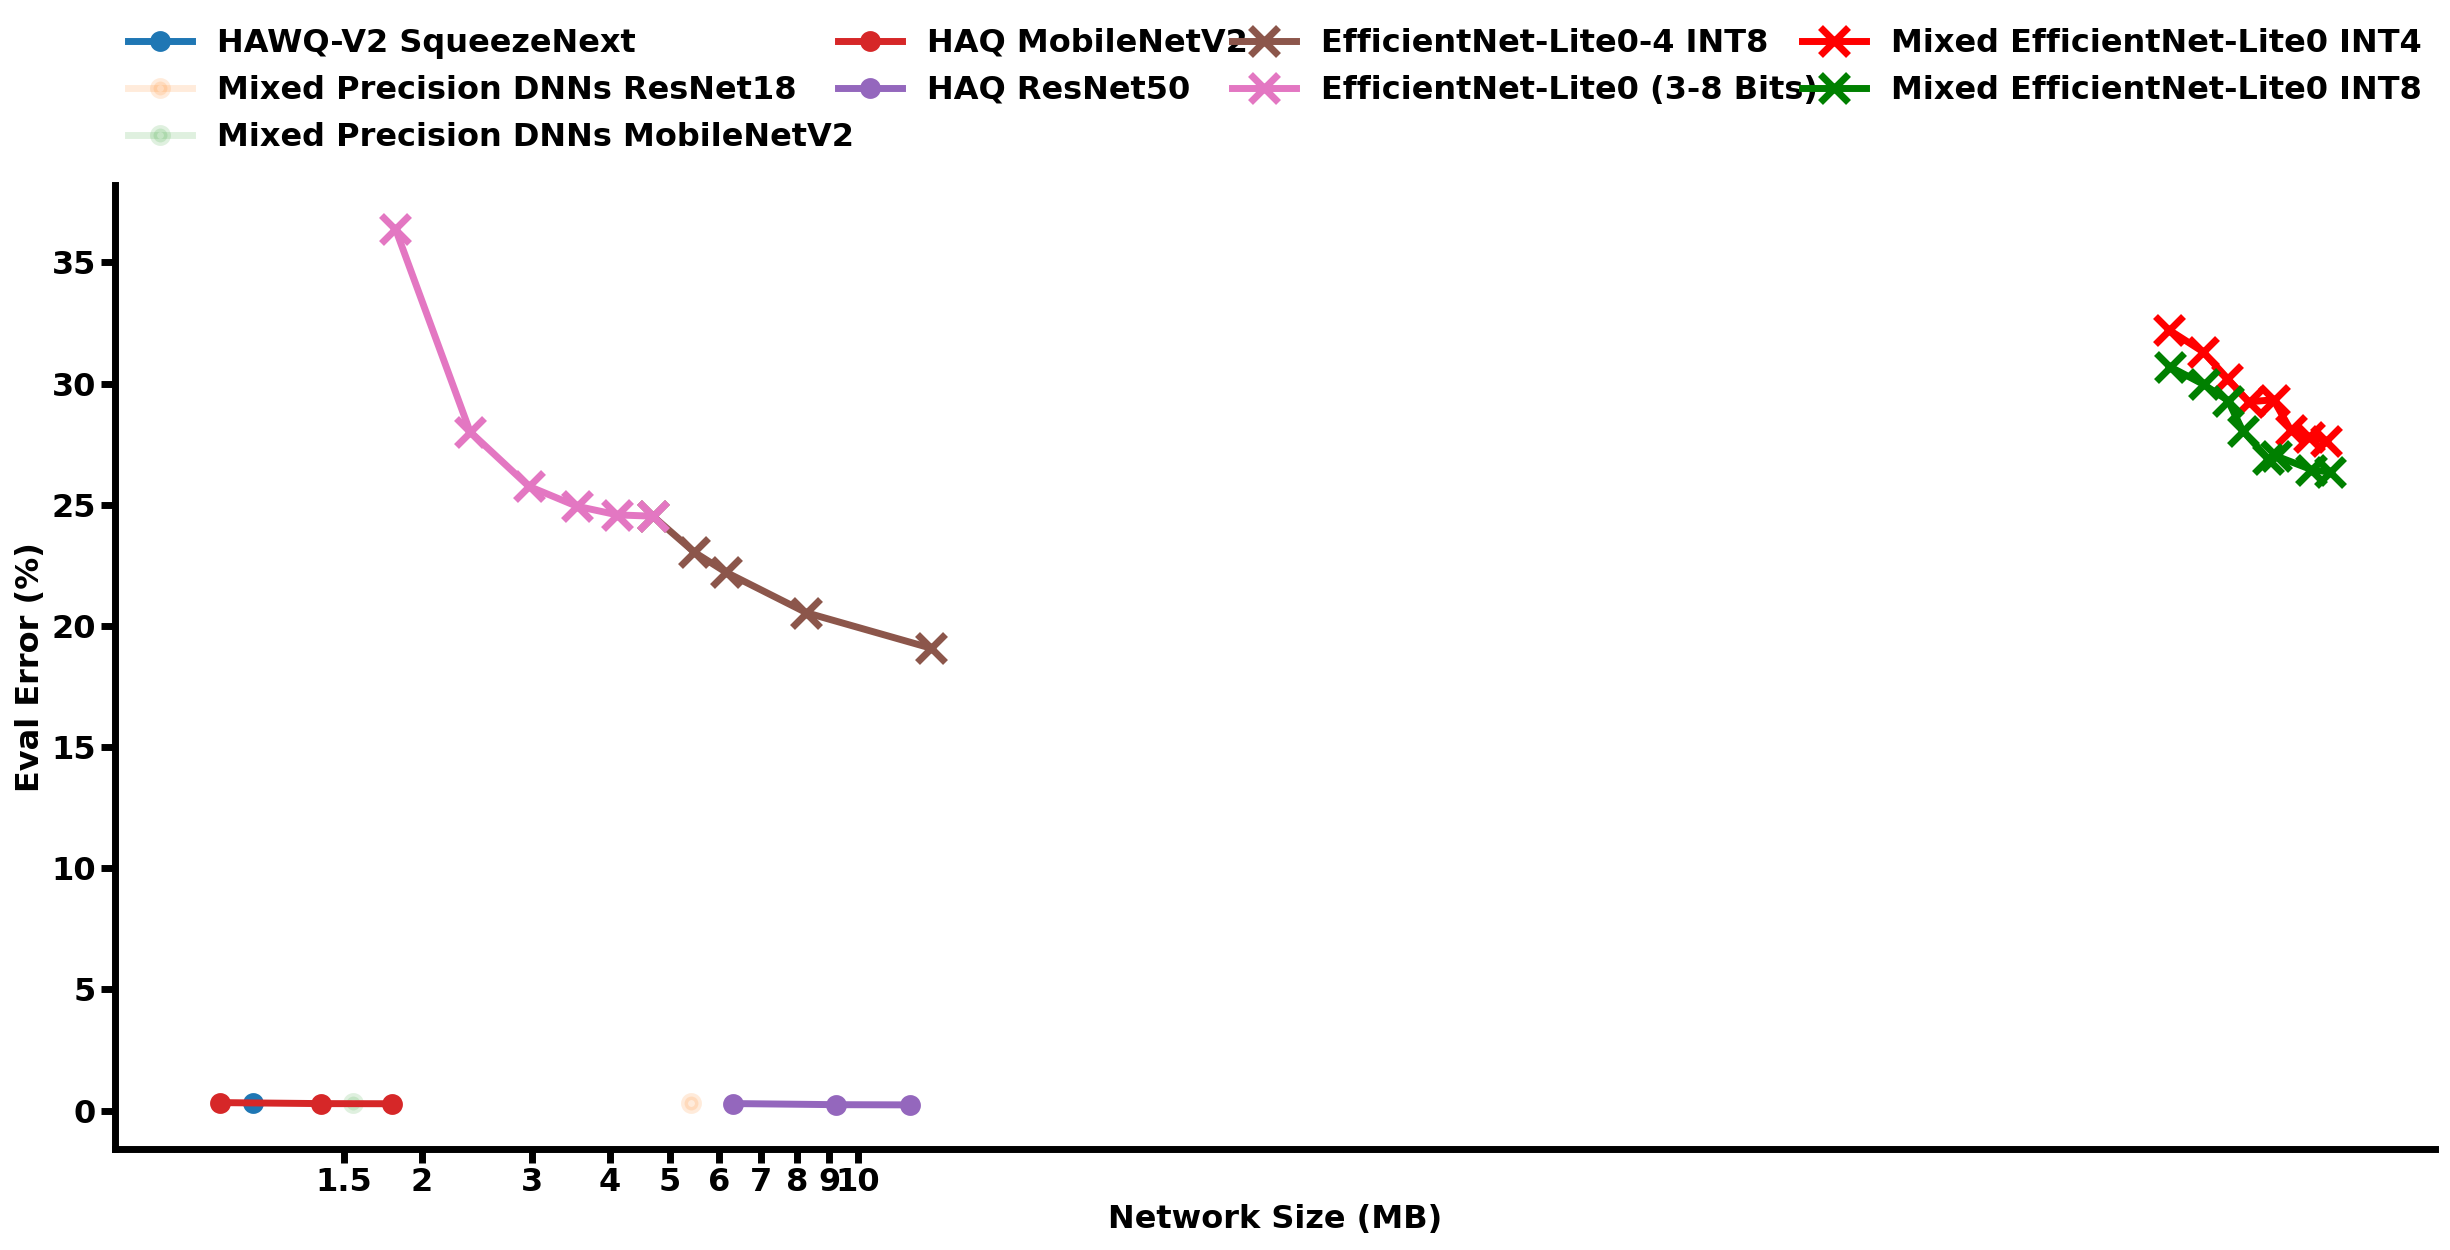 HAWQ-V2 SqueezeNext
Mixed Precision DNNs ResNet18
Mixed Precision DNNs MobileNetV2
HAQ MobileNetV2
HAQ ResNet50
EfficientNet-Lite0-4 INT8
EfficientNet-Lite0 (3-8 Bits)
Mixed EfficientNet-Lite0 INT4
Mixed EfficientNet-Lite0 INT8
Eval Error (%)
35
30
25
20
15
10
5
0
1.5 2 3 4 5 6 7 8 9 10
Network Size (MB)